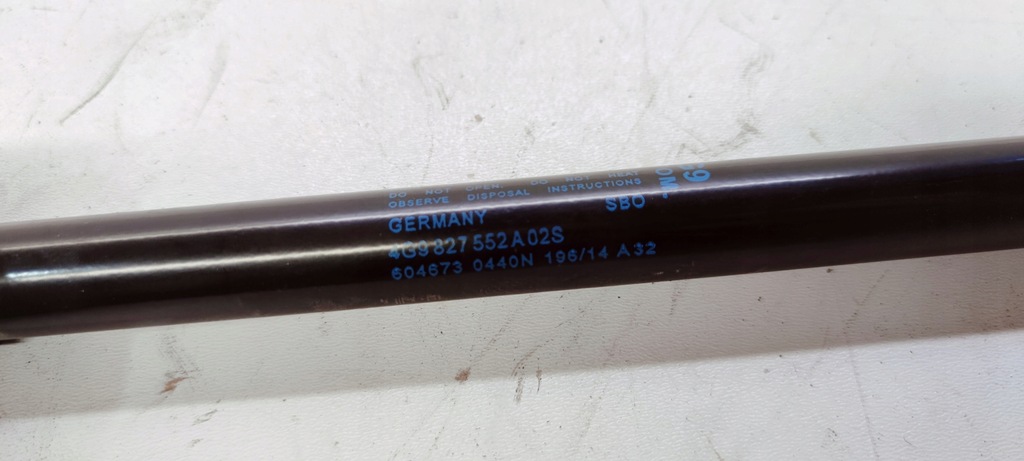 DO NOT OPEN. DO NOT HEAT
OBSERVE DISPOSAL INSTRUCTIONS
GERMANY SBO
4G9 827 552 A 02S
604673 0440N 196/14 A32